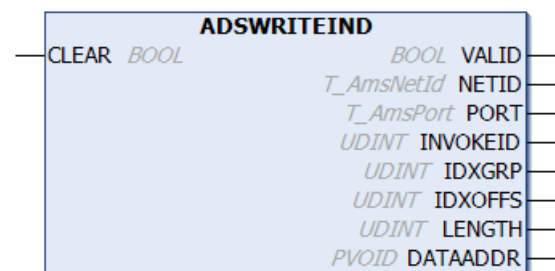 ADSWRITEIND
CLEAR BOOL BOOL VALID
T_AmsNetId NETID
T_AmsPort PORT
UDINT INVOKEID
UDINT IDXGRP
UDINT IDXOFFS
UDINT LENGTH
PVOID DATAADDR